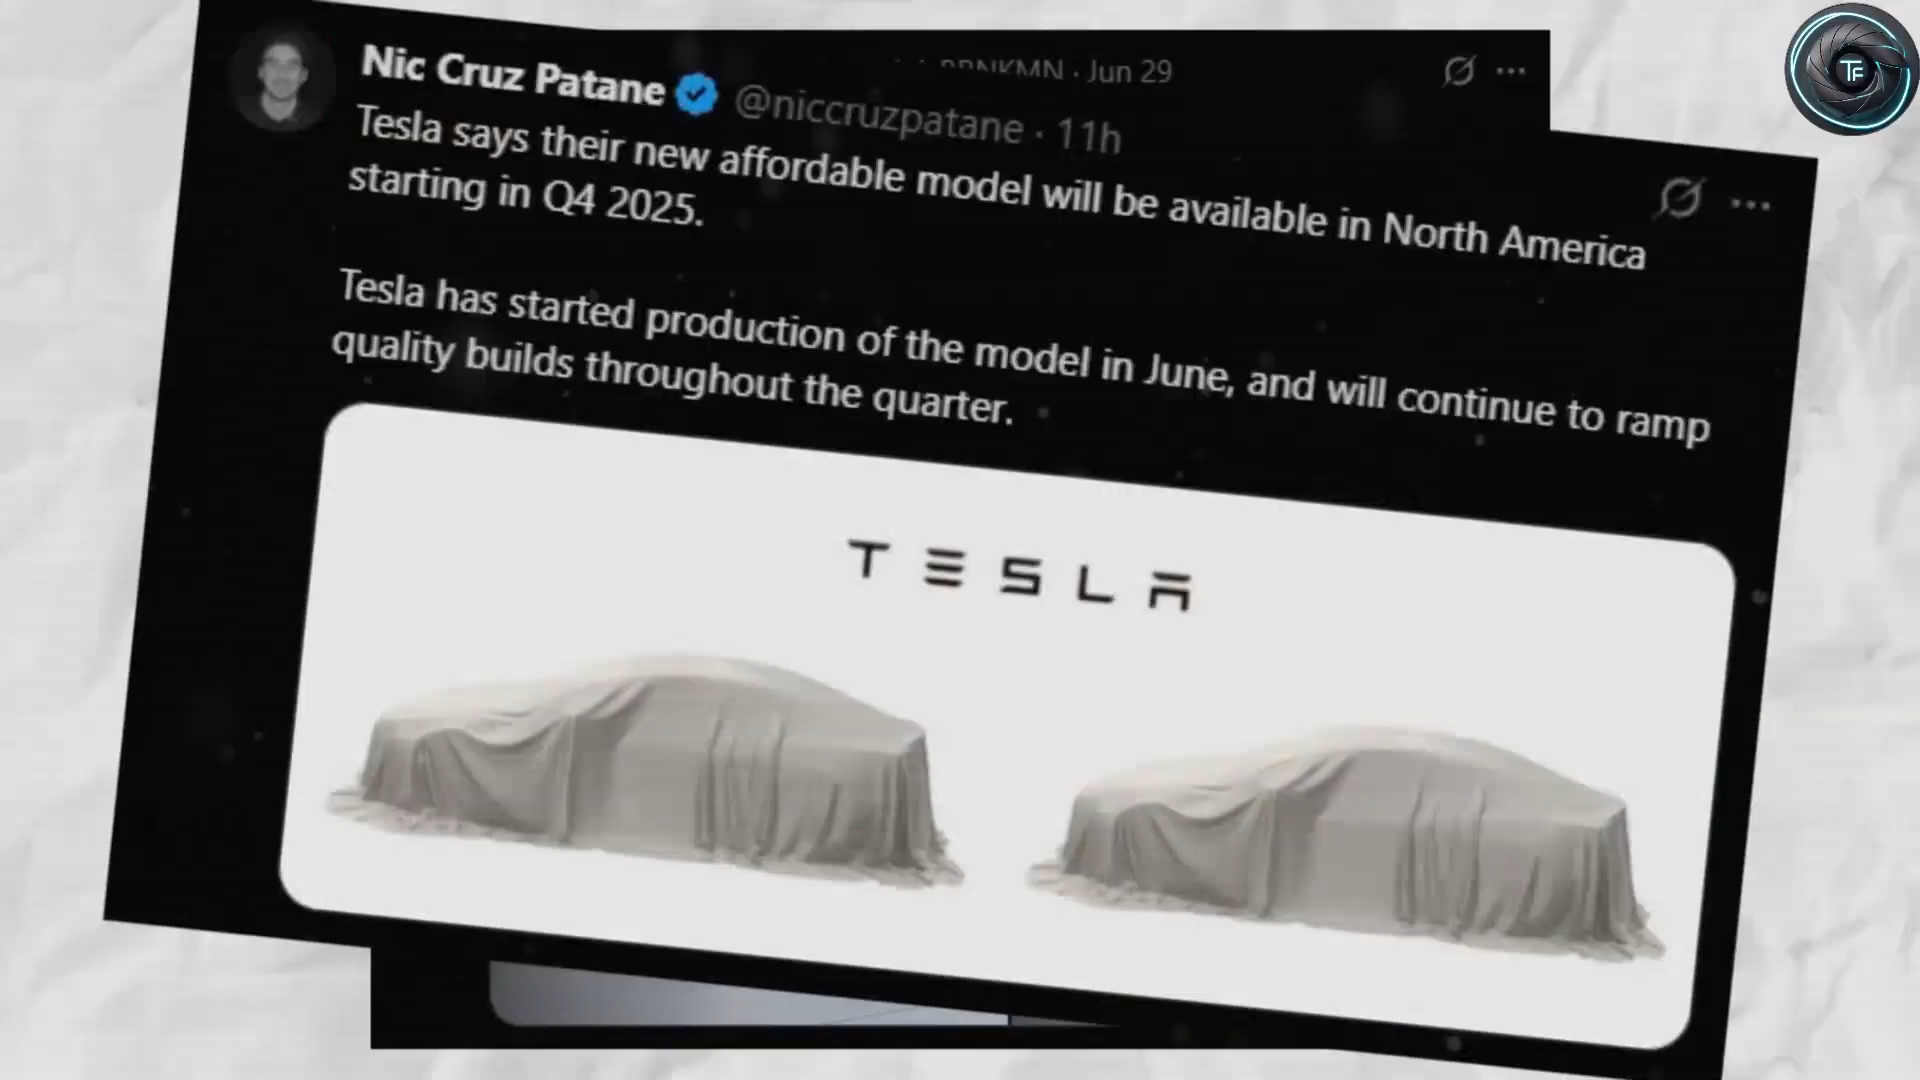 Jun 29
Nic Cruz Patane @niccruzpatane · 11h
Tesla says their new affordable model will be available in North America
starting in Q4 2025.
Tesla has started production of the model in June, and will continue to ramp
quality builds throughout the quarter.
TESLA
TF